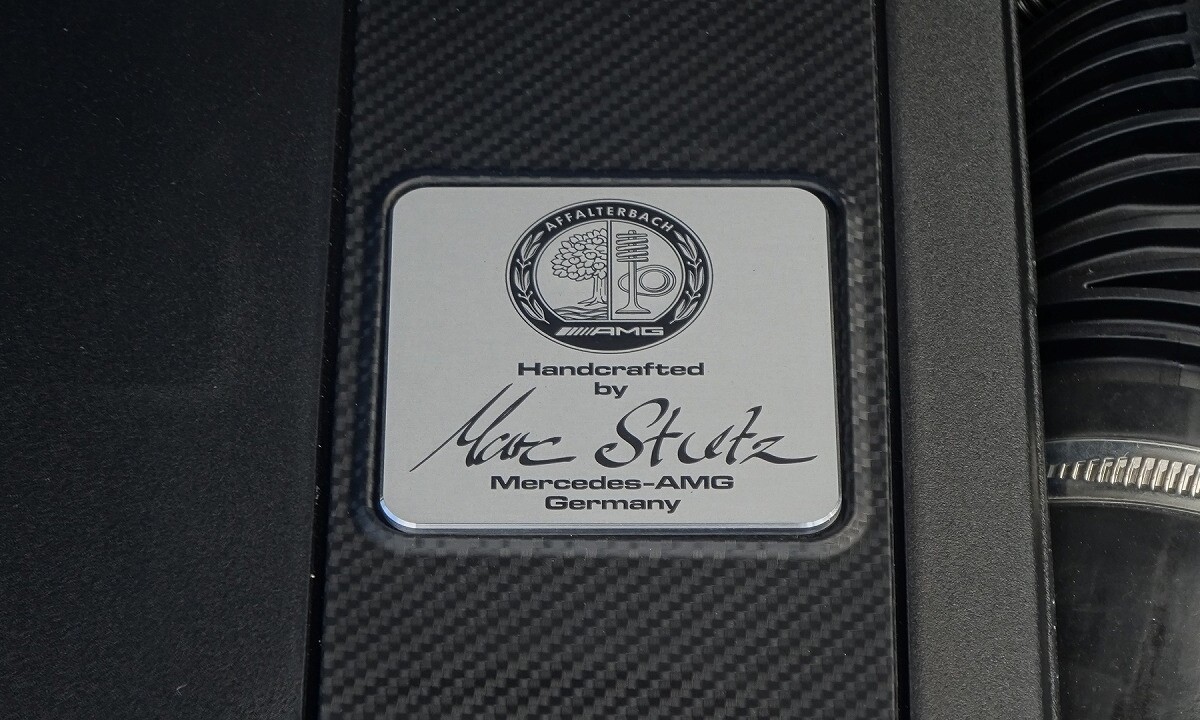 AFFALTERBACH
AMG
Handcrafted
by
Marc Stutz
Mercedes-AMG
Germany